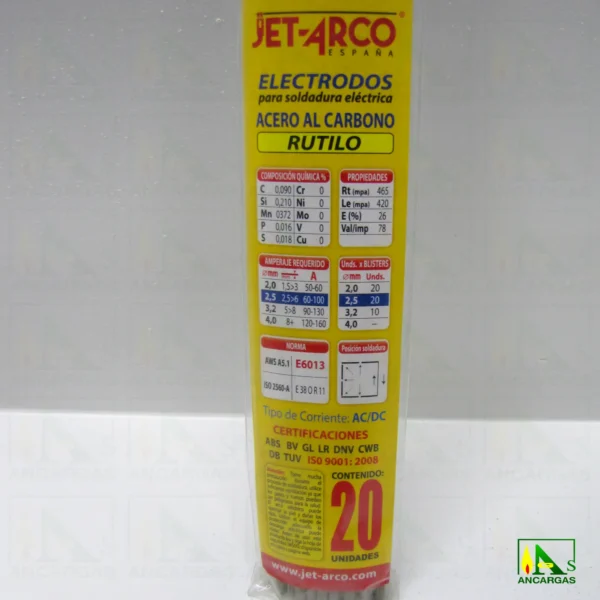 JET-ARCO®
ESPAÑA
ELECTRODOS
para soldadura eléctrica
ACERO AL CARBONO
RUTILO
COMPOSICIÓN QUÍMICA %
C 0,090 Cr 0
Si 0,210 Ni 0
Mn 0372 Mo 0
P 0,016 V 0
S 0,018 Cu 0
PROPIEDADES
Rt (mpa) 465
Le (mpa) 420
E (%) 26
Val/imp 78
AMPERAJE REQUERIDO
ømm A
2,0 1,5>3 50-60
2,5 2,5>6 60-100
3,2 5>8 90-130
4,0 8+ 120-160
Unds. x BLISTERS
ømm Unds.
2,0 20
2,5 20
3,2 10
4,0 --
NORMA
AWS A5.1 E6013
ISO 2560-A E 38 O R 11
Posición soldadura
Tipo de Corriente: AC/DC
CERTIFICACIONES
ABS BV GL LR DNV CWB
DB TUV ISO 9001: 2008
CONTENIDO:
20
UNIDADES
www.jet-arco.com
AS
ANCARGAS